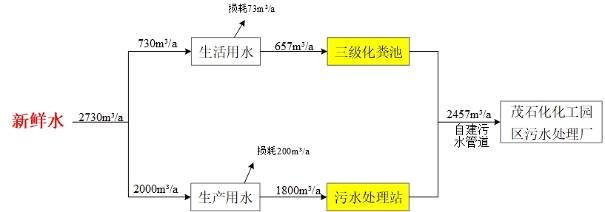 损耗73m³/a
730m³/a
生活用水
657m³/a
三级化粪池
新鲜水
2730m³/a
2457m³/a
自建污
水管道
茂石化化工园
区污水处理厂
损耗200m³/a
2000m³/a
生产用水
1800m³/a
污水处理站